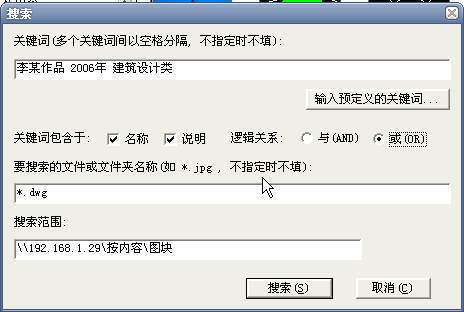 搜索
关键词(多个关键词间以空格分隔, 不指定时不填):
李某作品 2006年 建筑设计类
输入预定义的关键词...
关键词包含于: 名称 说明 逻辑关系: 与(AND) 或(OR)
要搜索的文件或文件夹名称(如 *.jpg , 不指定时不填):
*.dwg
搜索范围:
\\192.168.1.29\按内容\图块
搜索(S) 取消(C)